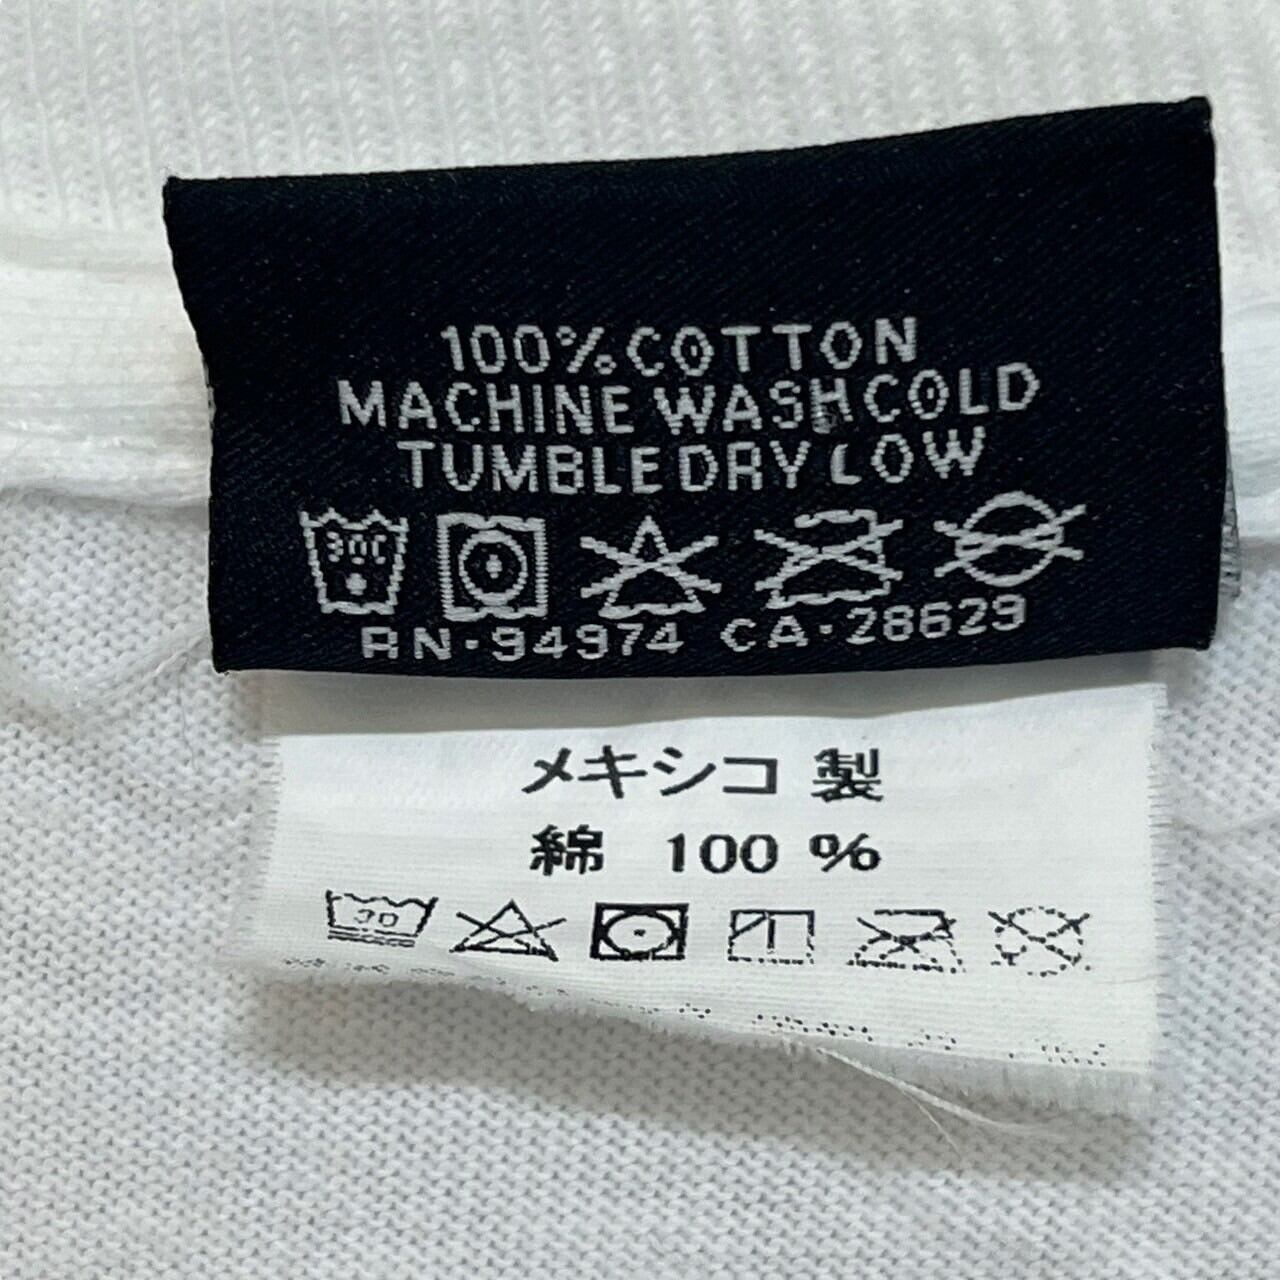 100% COTTON
MACHINE WASH COLD
TUMBLE DRY LOW
30C
RN·94974 CA·28629
メキシコ 製
綿 100 %
30